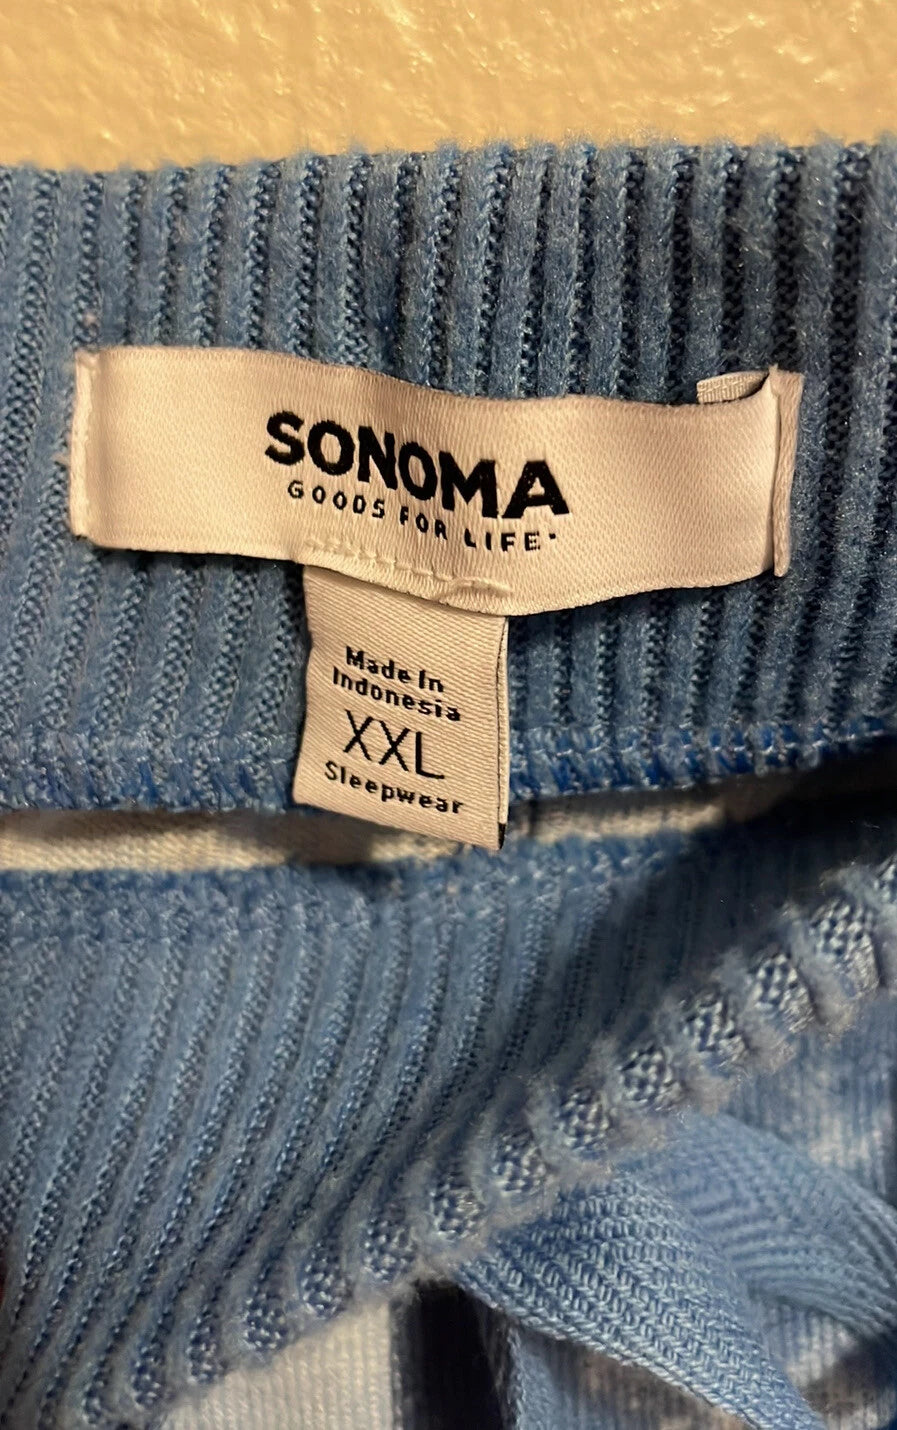 SONOMA
GOODS FOR LIFE·
Made In
Indonesia
XXL
Sleepwear